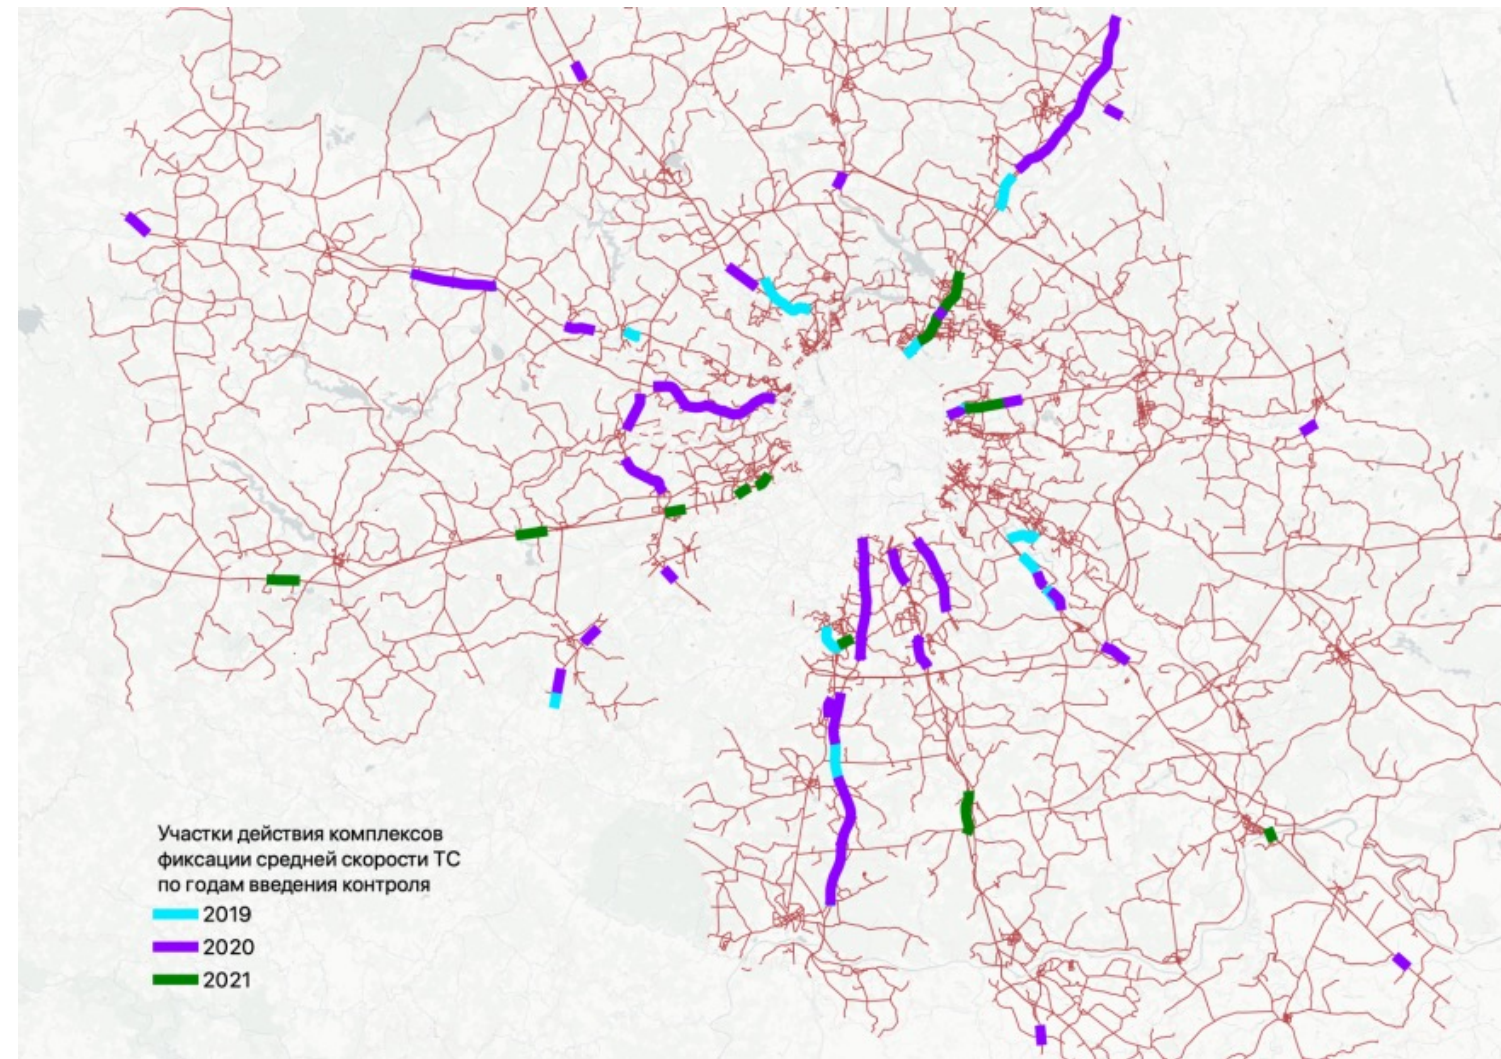 Участки действия комплексов
фиксации средней скорости ТС
по годам введения контроля
2019
2020
2021